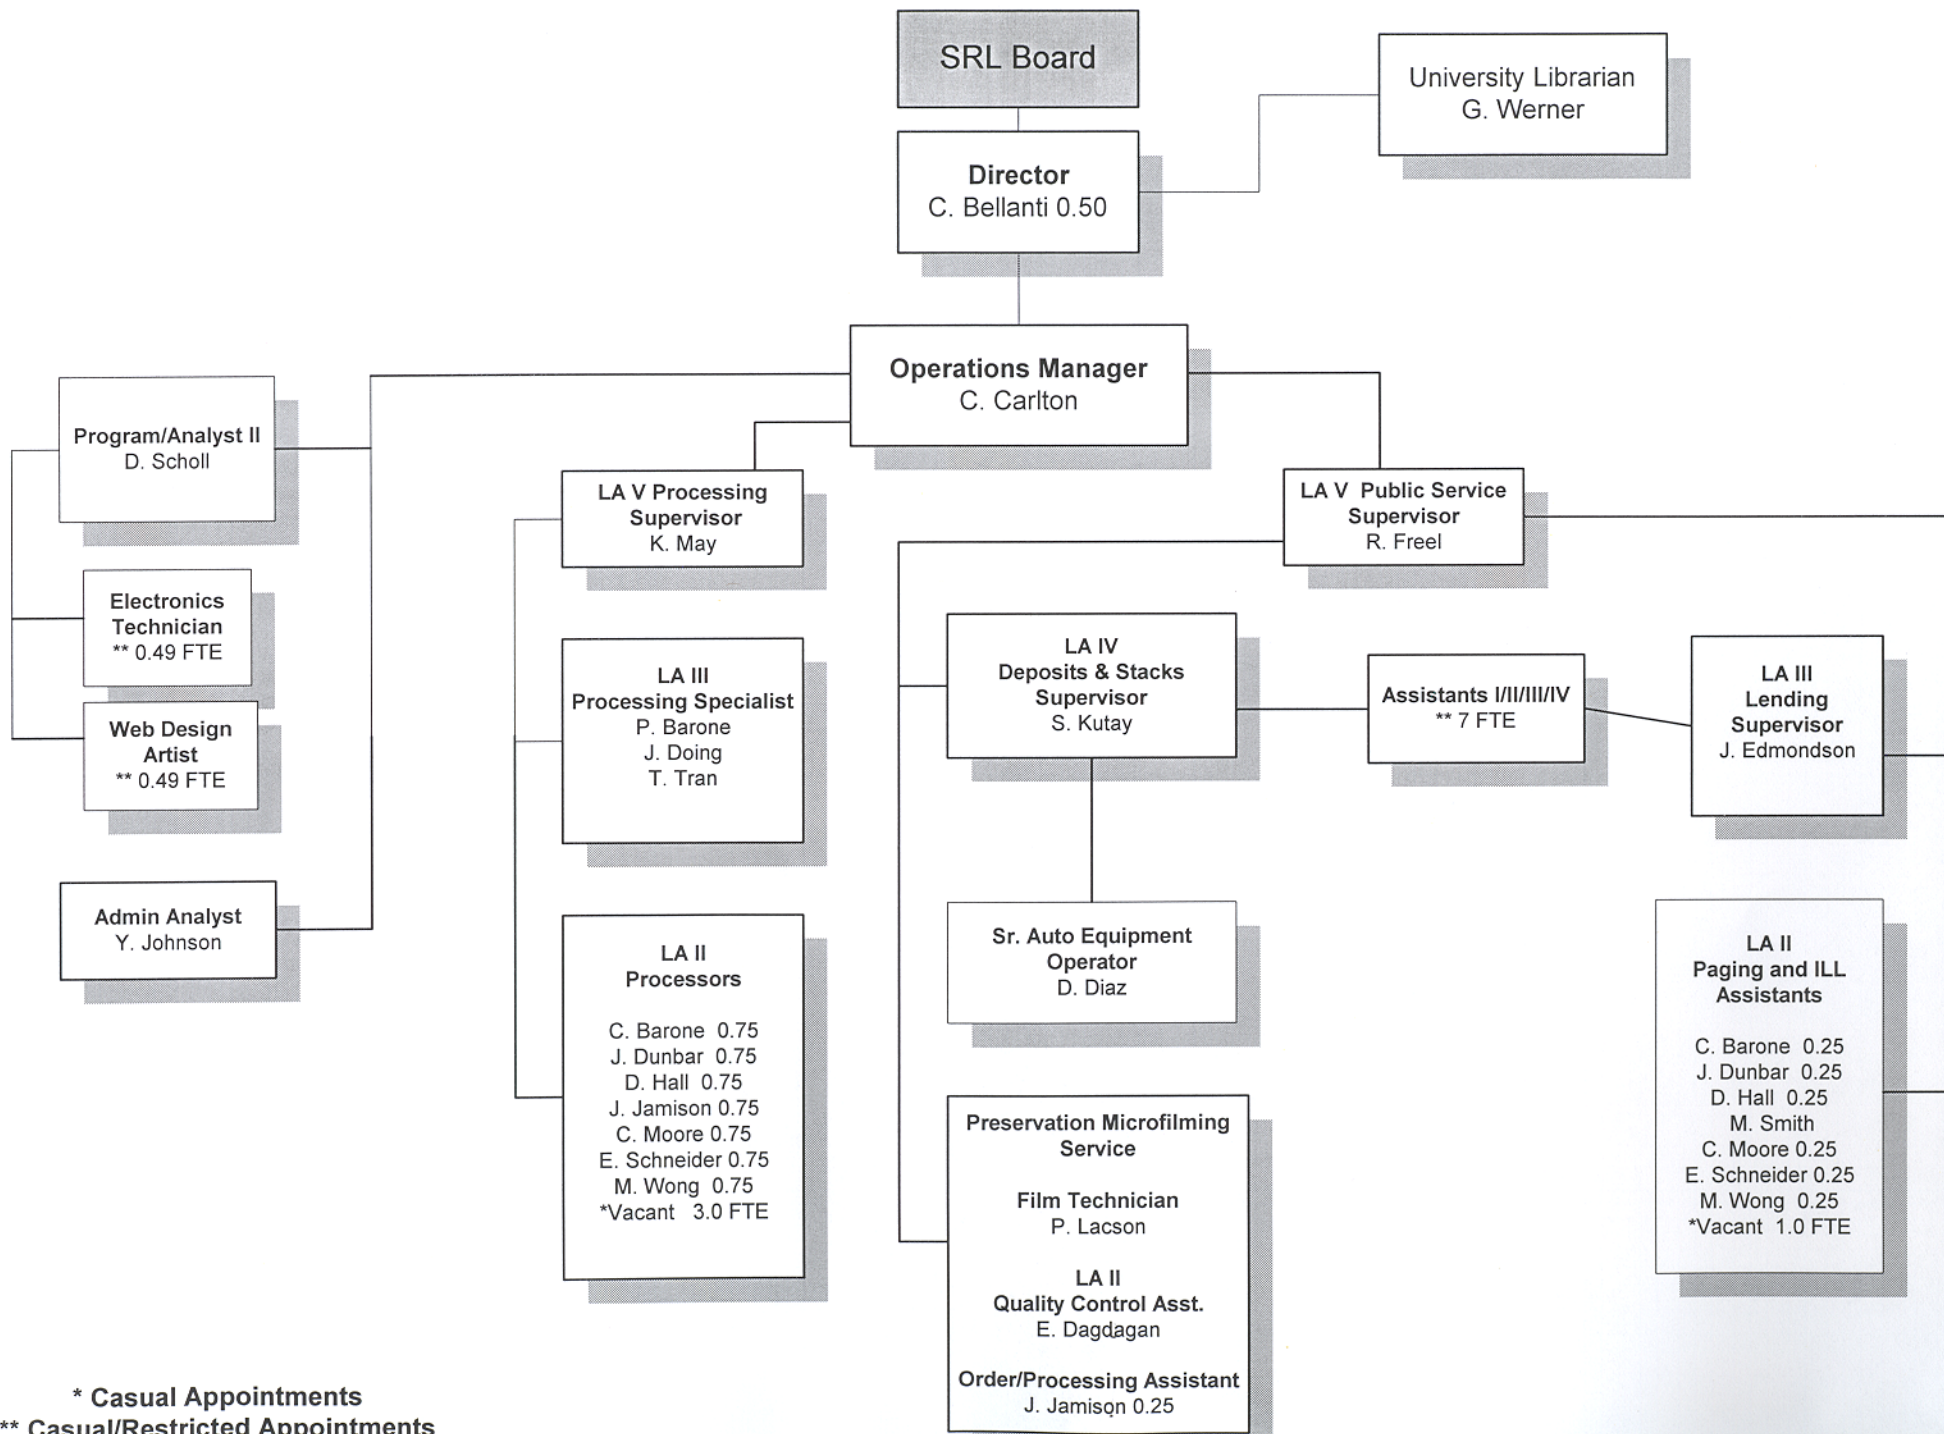 SRL Board
University Librarian
G. Werner
Director
C. Bellanti 0.50
Operations Manager
C. Carlton
Program/Analyst II
D. Scholl
Electronics
Technician
** 0.49 FTE
Web Design
Artist
** 0.49 FTE
Admin Analyst
Y. Johnson
LA V Processing
Supervisor
K. May
LA III
Processing Specialist
P. Barone
J. Doing
T. Tran
LA II
Processors
C. Barone 0.75
J. Dunbar 0.75
D. Hall 0.75
J. Jamison 0.75
C. Moore 0.75
E. Schneider 0.75
M. Wong 0.75
*Vacant 3.0 FTE
LA V Public Service
Supervisor
R. Freel
LA IV
Deposits & Stacks
Supervisor
S. Kutay
Assistants I/II/III/IV
** 7 FTE
LA III
Lending
Supervisor
J. Edmondson
Sr. Auto Equipment
Operator
D. Diaz
Preservation Microfilming
Service
Film Technician
P. Lacson
LA II
Quality Control Asst.
E. Dagdagan
Order/Processing Assistant
J. Jamison 0.25
LA II
Paging and ILL
Assistants
C. Barone 0.25
J. Dunbar 0.25
D. Hall 0.25
M. Smith
C. Moore 0.25
E. Schneider 0.25
M. Wong 0.25
*Vacant 1.0 FTE
* Casual Appointments
** Casual/Restricted Appointments